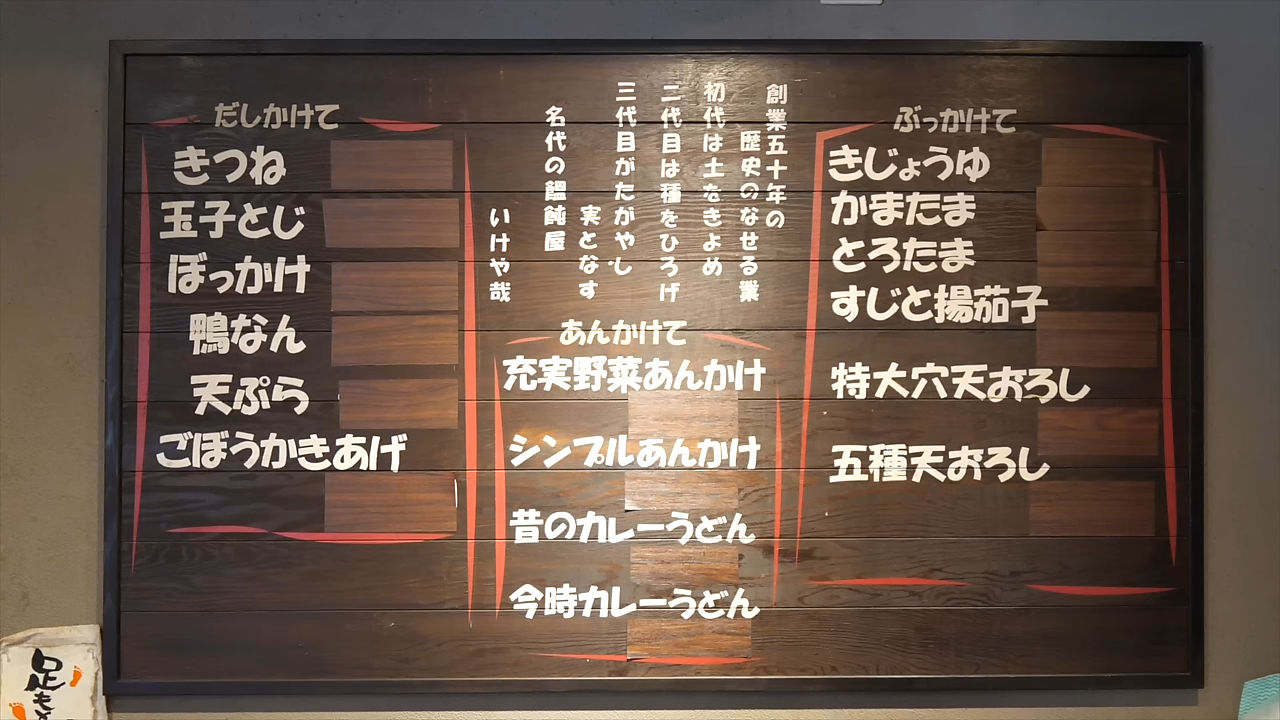 だしかけて
きつね
玉子とじ
ぼっかけ
鴨なん
天ぷら
ごぼうかきあげ
創業五十年の
歴史のなせる業
初代は土をきよめ
二代目は種をひろげ
三代目がたがやし
実となす
名代の饂飩屋
いけや哉
あんかけて
充実野菜あんかけ
シンプルあんかけ
昔のカレーうどん
今時カレーうどん
ぶっかけて
きじょうゆ
かまたま
とろたま
すじと揚茄子
特大穴天おろし
五種天おろし
足も